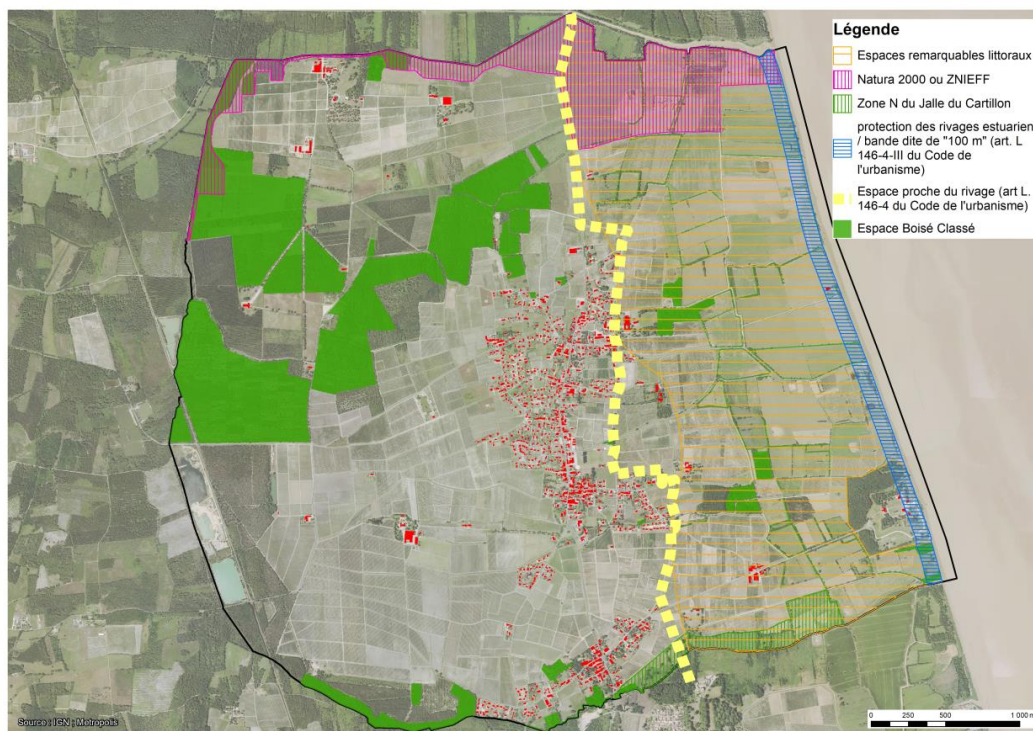 Légende
Espaces remarquables littoraux
Natura 2000 ou ZNIEFF
Zone N du Jalle du Cartillon
protection des rivages estuarien
/ bande dite de "100 m" (art. L
146-4-III du Code de
l'urbanisme)
Espace proche du rivage (art L.
146-4 du Code de l'urbanisme)
Espace Boisé Classé
Source : IGN - Metropolis
0 250 500 1 000 m